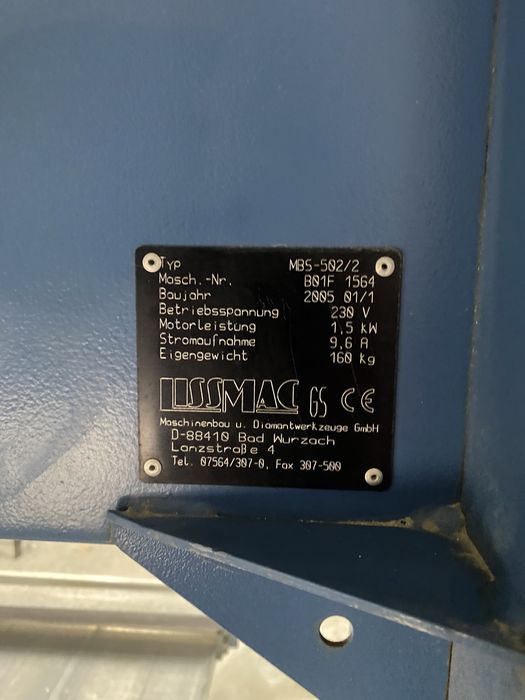 Typ MBS-502/2
Masch.-Nr. B01F 1564
Baujahr 2005 01/1
Betriebsspannung 230 V
Motorleistung 1,5 kW
Stromaufnahme 9,6 A
Eigengewicht 160 kg
LISSMAC GS CE
Maschinenbau u. Diamantwerkzeuge GmbH
D-88410 Bad Wurzach
Lanzstraße 4
Tel. 07564/307-0, Fax 307-500